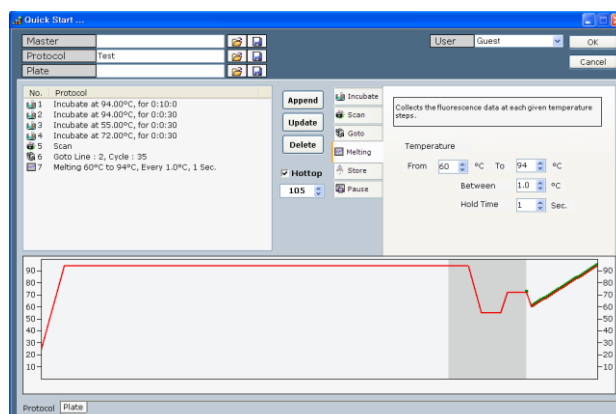 Quick Start ...
Master
Protocol Test
Plate
User Guest
OK
Cancel
No. Protocol
1 Incubate at 94.00ºC, for 0:10:0
2 Incubate at 94.00ºC, for 0:0:30
3 Incubate at 55.00ºC, for 0:0:30
4 Incubate at 72.00ºC, for 0:0:30
5 Scan
6 Goto Line : 2, Cycle : 35
7 Melting 60ºC to 94ºC, Every 1.0ºC, 1 Sec.
Append
Update
Delete
Hottop
105
Incubate
Scan
Goto
Melting
Store
Pause
Collects the fluorescence data at each given temperature
steps.
Temperature
From 60 ºC To 94 ºC
Between 1.0 ºC
Hold Time 1 Sec.
90 90
80 80
70 70
60 60
50 50
40 40
30 30
20 20
10 10
Protocol Plate